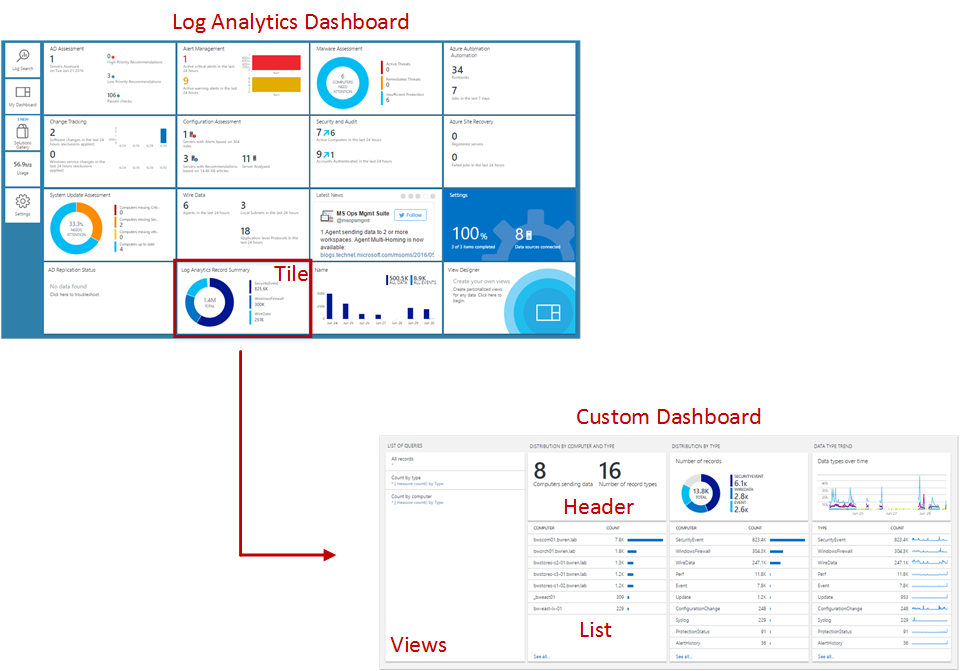 Log Analytics Dashboard
Log Search
My Dashboard
3 NEW
Solutions
Gallery
56.9MB
Usage
Settings
AD Assessment
1
Servers Assessed
on Tue Jun 21 2016
0
High Priority Recommendations
3
Low Priority Recommendations
106
Passed checks
Alert Management
1
Active critical alerts in the last
24 hours
9
Active warning alerts in the last
24 hours
Malware Assessment
6
COMPUTERS
NEED
ATTENTION
Active Threats
0
Remediated Threats
0
Insufficient Protection
6
Azure Automation
Automation
34
Runbooks
7
Jobs in the last 7 days
Change Tracking
2
Software changes in the last 24
hours (exclusions applied)
0
Windows service changes in the
last 24 hours (exclusions
applied)
Configuration Assessment
1
Servers with Alerts based on 364
rules
3
Servers with Recommendations
based on 14.4K KB articles
11
Server Analyzed
Security and Audit
7 6
Active Computers in the last 24 hours
9 1
Accounts Authenticated in the last 24 hours
Azure Site Recovery
0
Registered servers
0
Failed jobs in the last 24 hours
System Update Assessment
33.3%
NEED
ATTENTION
Computers missing Criti...
0
Computers missing Sec...
2
Computers missing oth...
0
Computers up to date
4
Wire Data
6
Agents in the last 24 hours
3
Local Subnets in the last 24 hours
18
Application level Protocols in the
last 24 hours
Latest News
MS Ops Mgmt Suite
@msopsmgmt
Follow
1 Agent sending data to 2 or more
workspaces. Agent Multi-Homing is now
available:
blogs.technet.microsoft.com/msoms/2016/05
Settings
100%
3 of 3 items completed
8
Data sources connected
AD Replication Status
No data found
Click here to troubleshoot.
Log Analytics Record Summary
Tile
1.4M
TOTAL
SecurityEvent
825.6K
WindowsFirewall
300K
WireData
251K
Name
500.5K
ALL DATA
8.9K
ALL EVENTS
View Designer
Create your own views
Create personalized views
for any data. Click here to
begin.
Custom Dashboard
LIST OF QUERIES
All records
*
Count by type
* | measure count() by Type
Count by computer
* | measure count() by Type
Views
DISTRIBUTION BY COMPUTER AND TYPE
8
Computers sending data
16
Number of record types
Header
COMPUTER COUNT
bwscom01.bwren.lab 7.8K
bwsorch01.bwren.lab 1.8K
bwstores-v2-01.bwren.lab 1.3K
bwstores-v3-01.bwren.lab 1.2K
bwstores-v1-02.bwren.lab 1.2K
_bweast01 309
bw-east-lx-01 229
List
See all...
DISTRIBUTION BY TYPE
Number of records
13.8K
TOTAL
SECURITYEVENT
6.1K
WIREDATA
2.8K
EVENT
2.6K
COMPUTER COUNT
SecurityEvent 823.4K
WindowsFirewall 304.3K
WireData 247.1K
Perf 11.8K
Event 7.8K
Update 1.2K
ConfigurationChange 248
Syslog 229
ProtectionStatus 91
AlertHistory 36
See all...
DATA TYPE TREND
Data types over time
TYPE COUNT
SecurityEvent 823.4K
WindowsFirewall 304.3K
WireData 247.1K
Perf 11.8K
Event 7.8K
Update 953
ConfigurationChange 248
Syslog 229
ProtectionStatus 91
AlertHistory 36
See all...